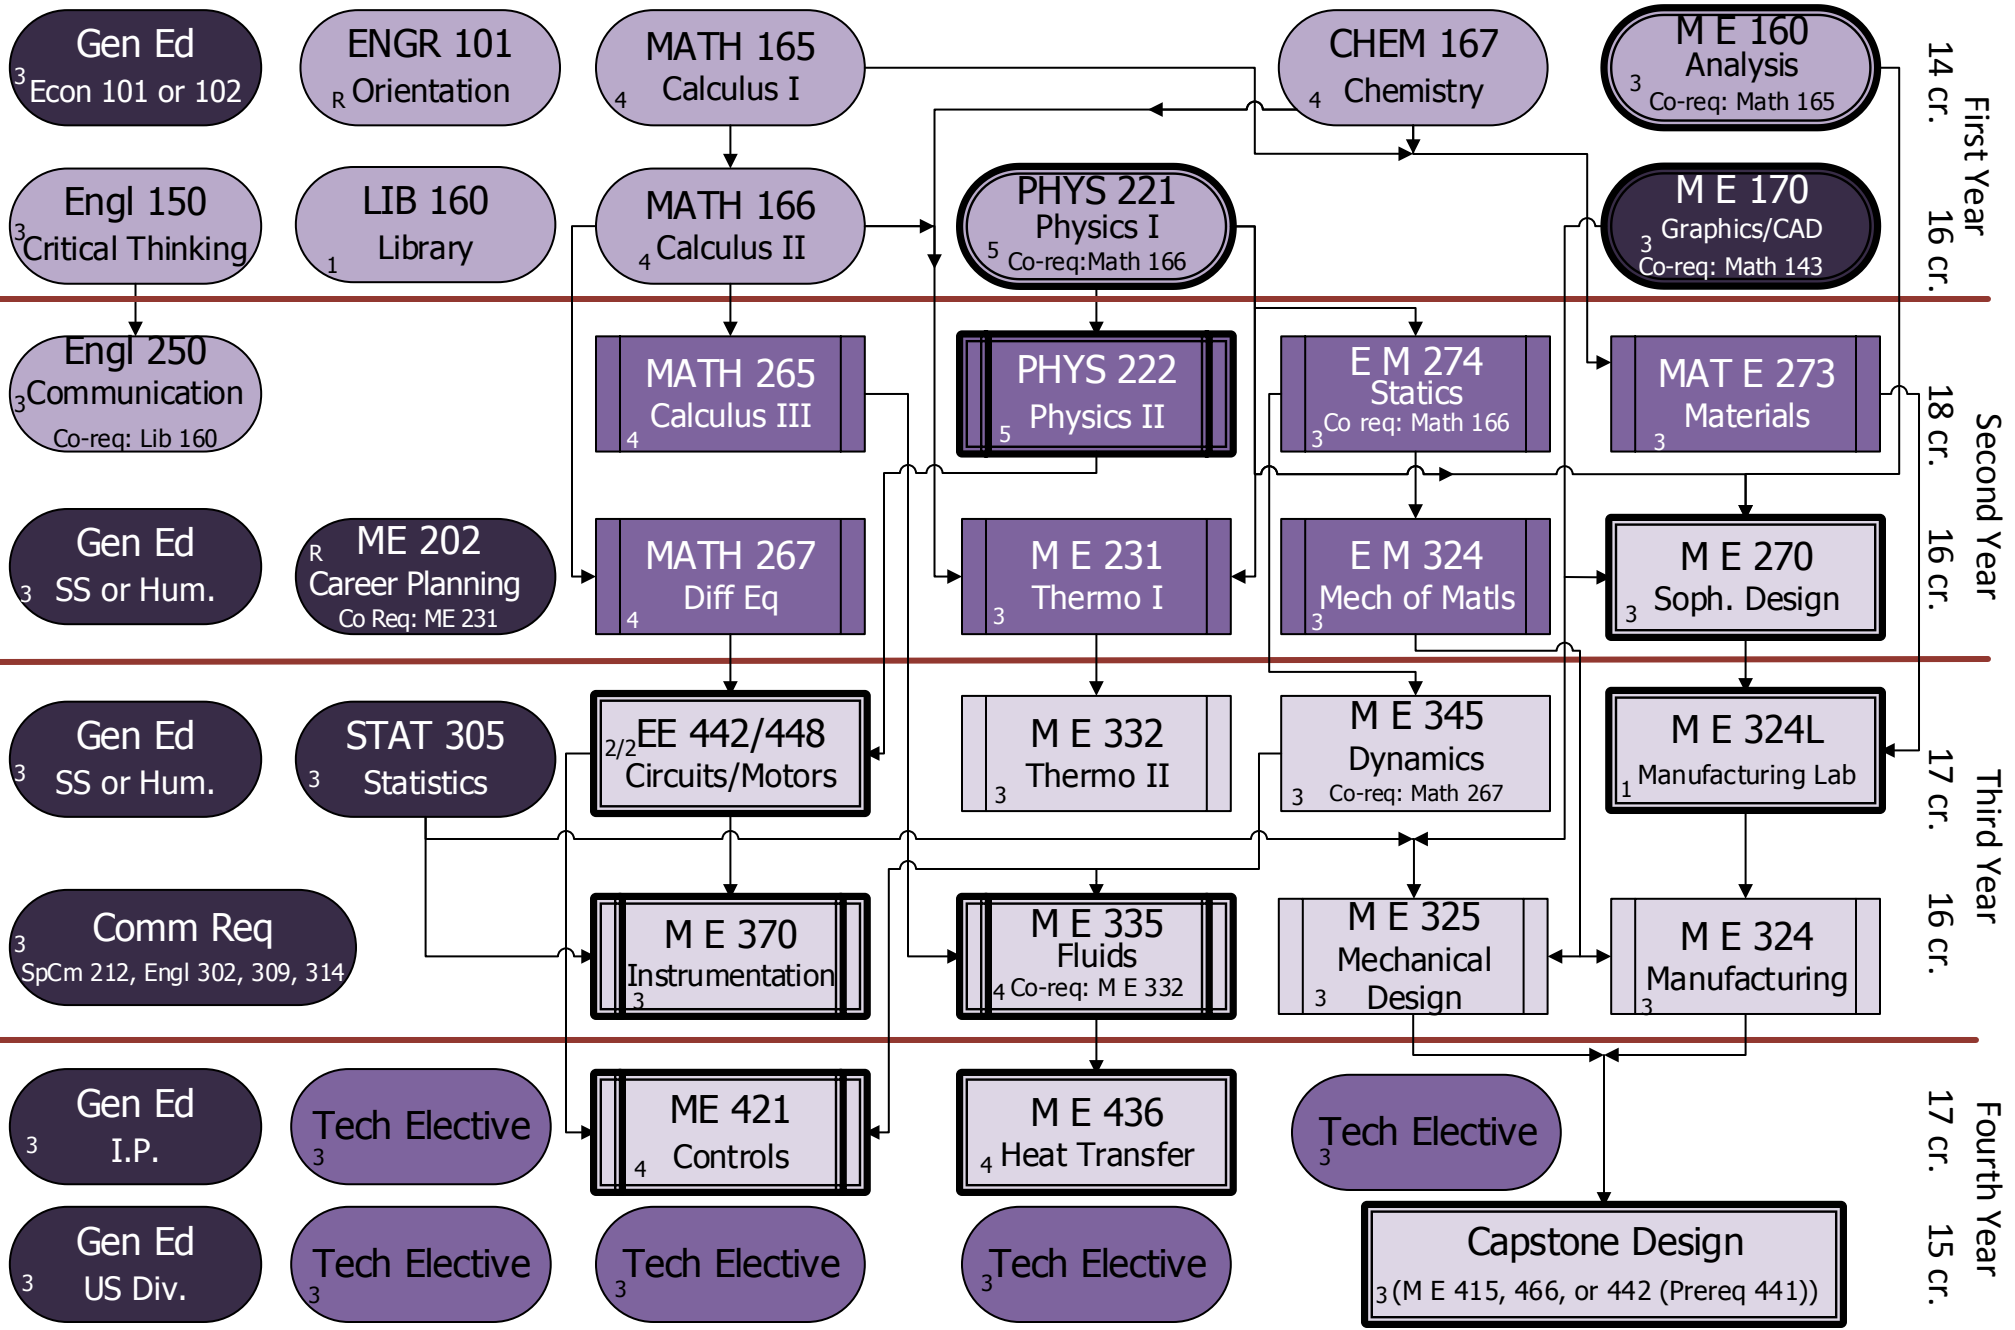 Gen Ed
3
Econ 101 or 102
ENGR 101
R Orientation
MATH 165
Calculus I
4
CHEM 167
4 Chemistry
M E 160
Analysis
3
Co-req: Math 165
14 cr.
First Year
Engl 150
3
Critical Thinking
LIB 160
Library
1
MATH 166
4 Calculus II
PHYS 221
Physics I
5 Co-req:Math 166
M E 170
3 Graphics/CAD
Co-req: Math 143
16 cr.
Engl 250
3 Communication
Co-req: Lib 160
MATH 265
Calculus III
4
PHYS 222
Physics II
5
E M 274
Statics
3 Co req: Math 166
MAT E 273
Materials
3
18 cr.
Second Year
Gen Ed
3 SS or Hum.
R ME 202
Career Planning
Co Req: ME 231
MATH 267
Diff Eq
4
M E 231
Thermo I
3
E M 324
Mech of Matls
3
M E 270
Soph. Design
3
16 cr.
Gen Ed
3 SS or Hum.
STAT 305
3 Statistics
2/2 EE 442/448
Circuits/Motors
M E 332
Thermo II
3
M E 345
Dynamics
3 Co-req: Math 267
M E 324L
Manufacturing Lab
1
17 cr.
Third Year
Comm Req
3
SpCm 212, Engl 302, 309, 314
M E 370
Instrumentation
3
M E 335
Fluids
4 Co-req: M E 332
M E 325
Mechanical
3 Design
M E 324
Manufacturing
3
16 cr.
Gen Ed
3 I.P.
Tech Elective
3
ME 421
4 Controls
M E 436
4 Heat Transfer
Tech Elective
3
17 cr.
Fourth Year
Gen Ed
3 US Div.
Tech Elective
3
Tech Elective
3
Tech Elective
3
Capstone Design
3 (M E 415, 466, or 442 (Prereq 441))
15 cr.